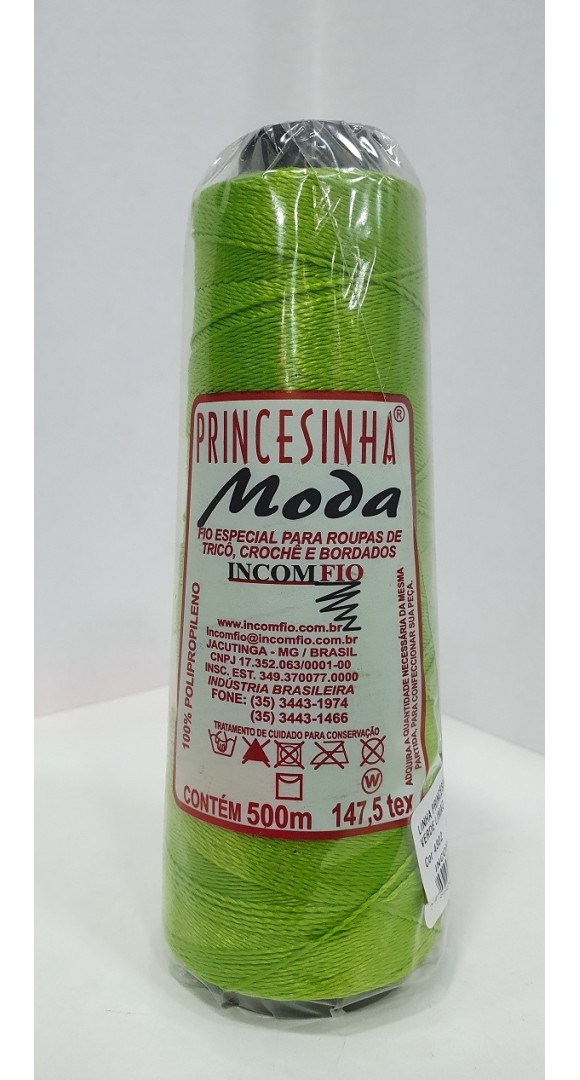 PRINCESINHA®
Moda
FIO ESPECIAL PARA ROUPAS DE
TRICÔ, CROCHÊ E BORDADOS
INCOMFIO
www.incomfio.com.br
Incomfio@incomfio.com.br
JACUTINGA - MG / BRASIL
CNPJ 17.352.063/0001-00
INSC. EST. 349.370077.0000
INDÚSTRIA BRASILEIRA
FONE: (35) 3443-1974
(35) 3443-1466
TRATAMENTO DE CUIDADO PARA CONSERVAÇÃO
W
CONTÉM 500m 147,5 tex
100% POLIPROPILENO
ADQUIRA A QUANTIDADE NECESSÁRIA DA MESMA
PARTIDA, PARA CONFECCIONAR SUA PEÇA.
LINHA
VERDE
Cor